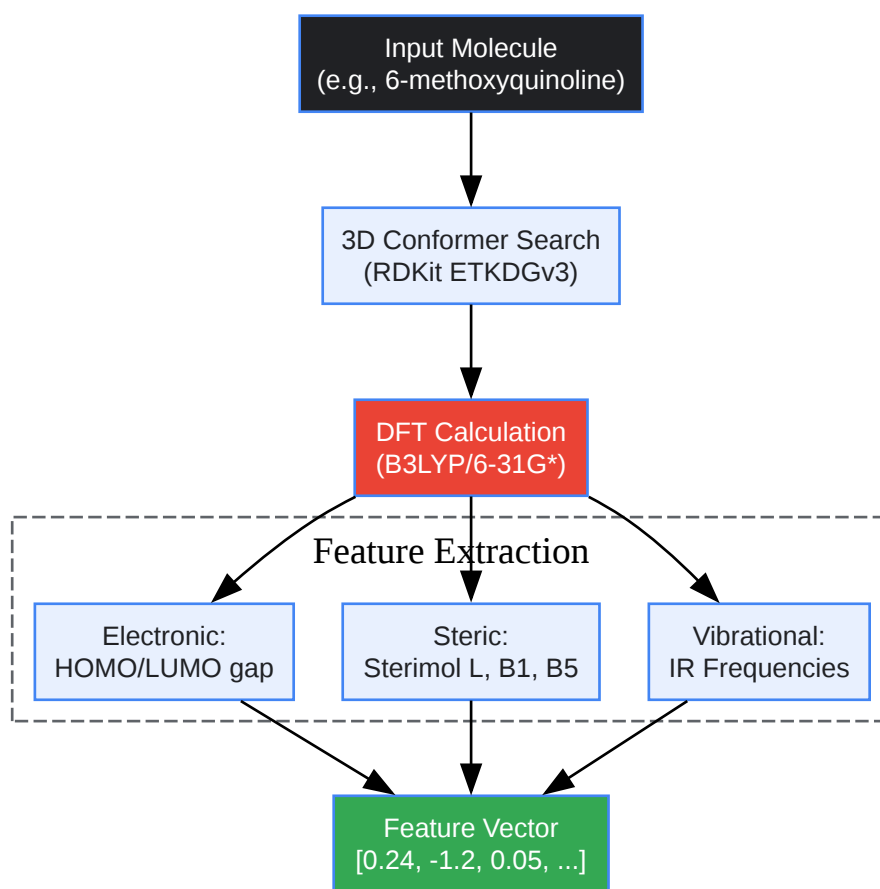 Input Molecule
(e.g., 6-methoxyquinoline)
3D Conformer Search
(RDKit ETKDGv3)
DFT Calculation
(B3LYP/6-31G*)
Feature Extraction
Electronic:
HOMO/LUMO gap
Steric:
Sterimol L, B1, B5
Vibrational:
IR Frequencies
Feature Vector
[0.24, -1.2, 0.05, ...]